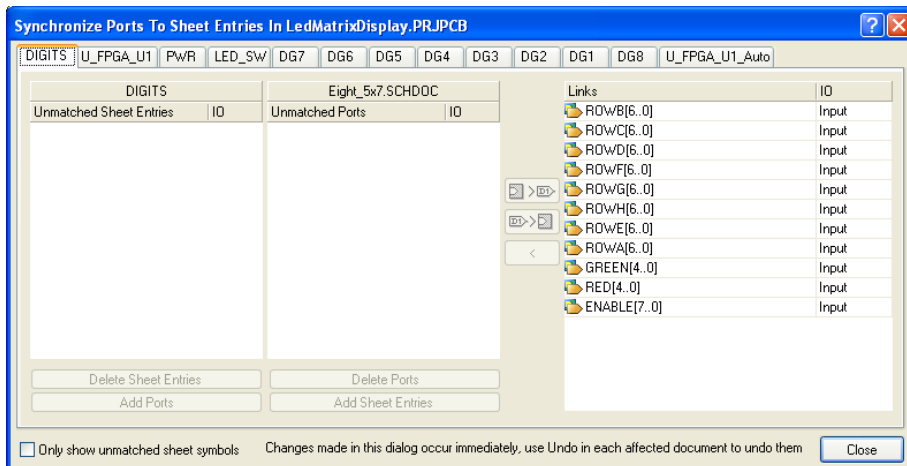 Synchronize Ports To Sheet Entries In LedMatrixDisplay.PRJPCB
DIGITS U_FPGA_U1 PWR LED_SW DG7 DG6 DG5 DG4 DG3 DG2 DG1 DG8 U_FPGA_U1_Auto
DIGITS Eight_5x7.SCHDOC Links IO
Unmatched Sheet Entries IO Unmatched Ports IO
ROWB[6..0] Input
ROWC[6..0] Input
ROWD[6..0] Input
ROWF[6..0] Input
ROWG[6..0] Input
ROWH[6..0] Input
ROWE[6..0] Input
ROWA[6..0] Input
GREEN[4..0] Input
RED[4..0] Input
ENABLE[7..0] Input
Delete Sheet Entries Delete Ports
Add Ports Add Sheet Entries
Only show unmatched sheet symbols Changes made in this dialog occur immediately, use Undo in each affected document to undo them Close